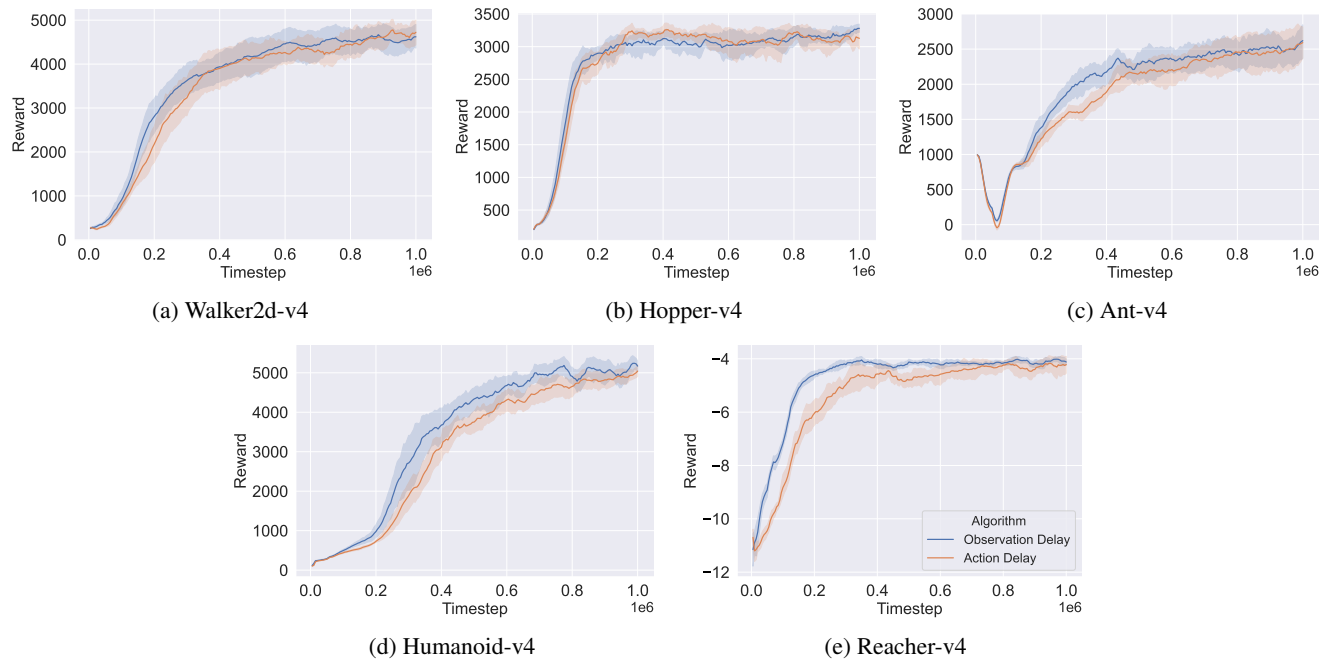 5000
4000
3000
2000
1000
0
Reward
0.0 0.2 0.4 0.6 0.8 1.0
Timestep
1e6
(a) Walker2d-v4
3500
3000
2500
2000
1500
1000
500
Reward
0.0 0.2 0.4 0.6 0.8 1.0
Timestep
1e6
(b) Hopper-v4
3000
2500
2000
1500
1000
500
0
Reward
0.0 0.2 0.4 0.6 0.8 1.0
Timestep
1e6
(c) Ant-v4
5000
4000
3000
2000
1000
0
Reward
0.0 0.2 0.4 0.6 0.8 1.0
Timestep
1e6
(d) Humanoid-v4
−4
−6
−8
−10
−12
Reward
Algorithm
Observation Delay
Action Delay
0.0 0.2 0.4 0.6 0.8 1.0
Timestep
1e6
(e) Reacher-v4